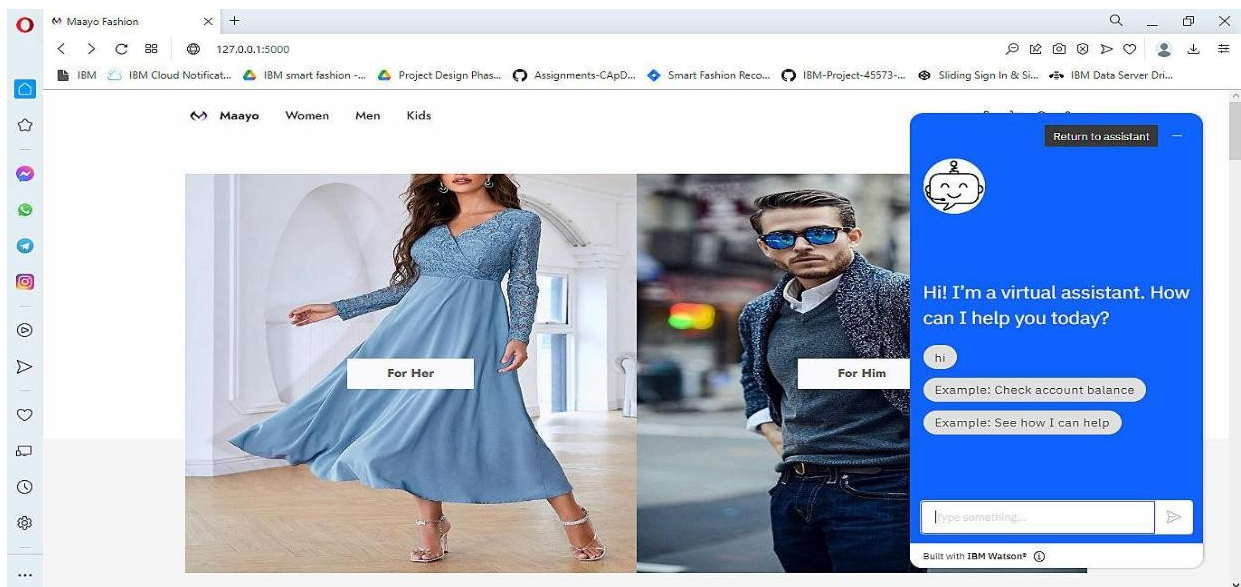 Maayo Fashion
127.0.0.1:5000
IBM IBM Cloud Notificat... IBM smart fashion -... Project Design Phas... Assignments-CApD... Smart Fashion Reco... IBM-Project-45573-... Sliding Sign In & Si... IBM Data Server Dri...
Maayo Women Men Kids
Return to assistant
Hi! I'm a virtual assistant. How
can I help you today?
hi
Example: Check account balance
Example: See how I can help
For Her
For Him
Type something...
Built with IBM Watson®